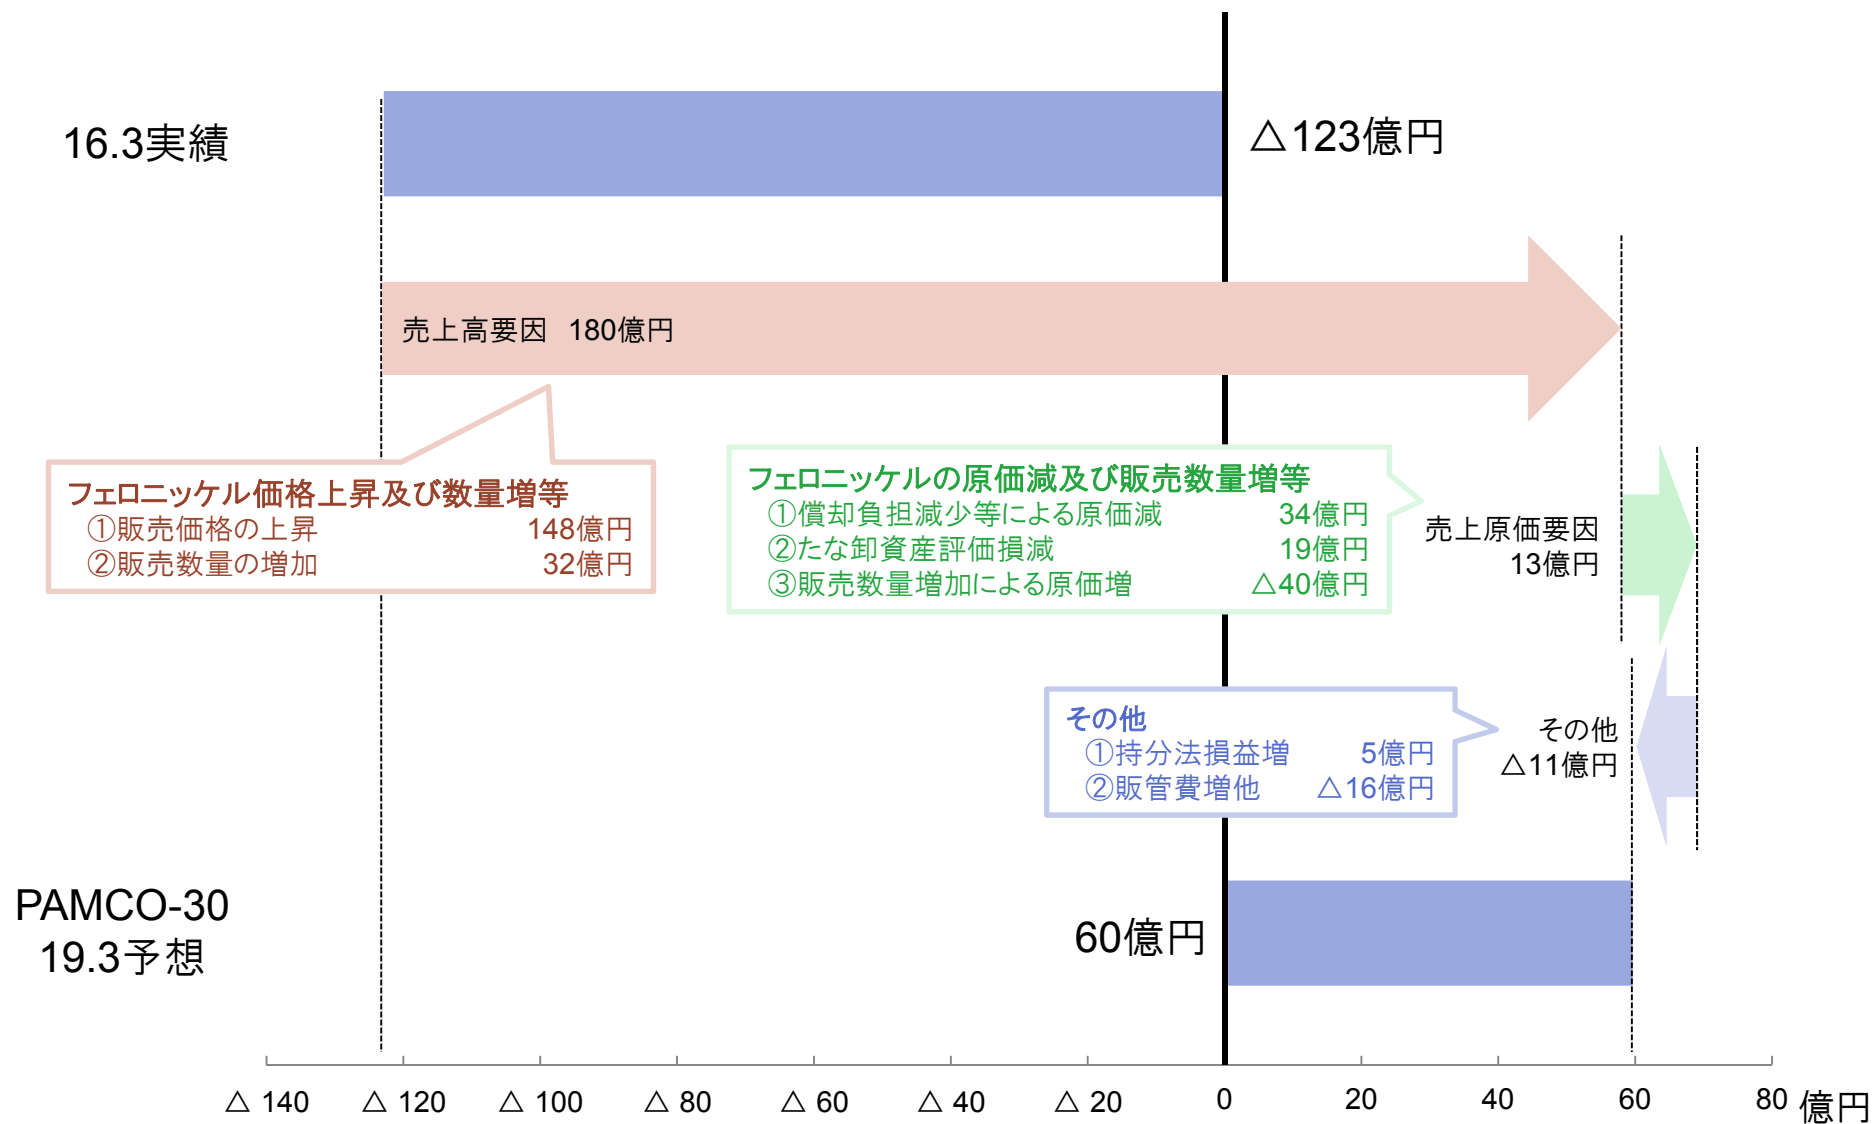 16.3実績
△123億円
売上高要因 180億円
フェロニッケル価格上昇及び数量増等
①販売価格の上昇 148億円
②販売数量の増加 32億円
フェロニッケルの原価減及び販売数量増等
①償却負担減少等による原価減 34億円
②たな卸資産評価損減 19億円
③販売数量増加による原価増 △40億円
売上原価要因
13億円
その他
①持分法損益増 5億円
②販管費増他 △16億円
その他
△11億円
PAMCO-30
19.3予想
60億円
△ 140 △ 120 △ 100 △ 80 △ 60 △ 40 △ 20 0 20 40 60 80 億円